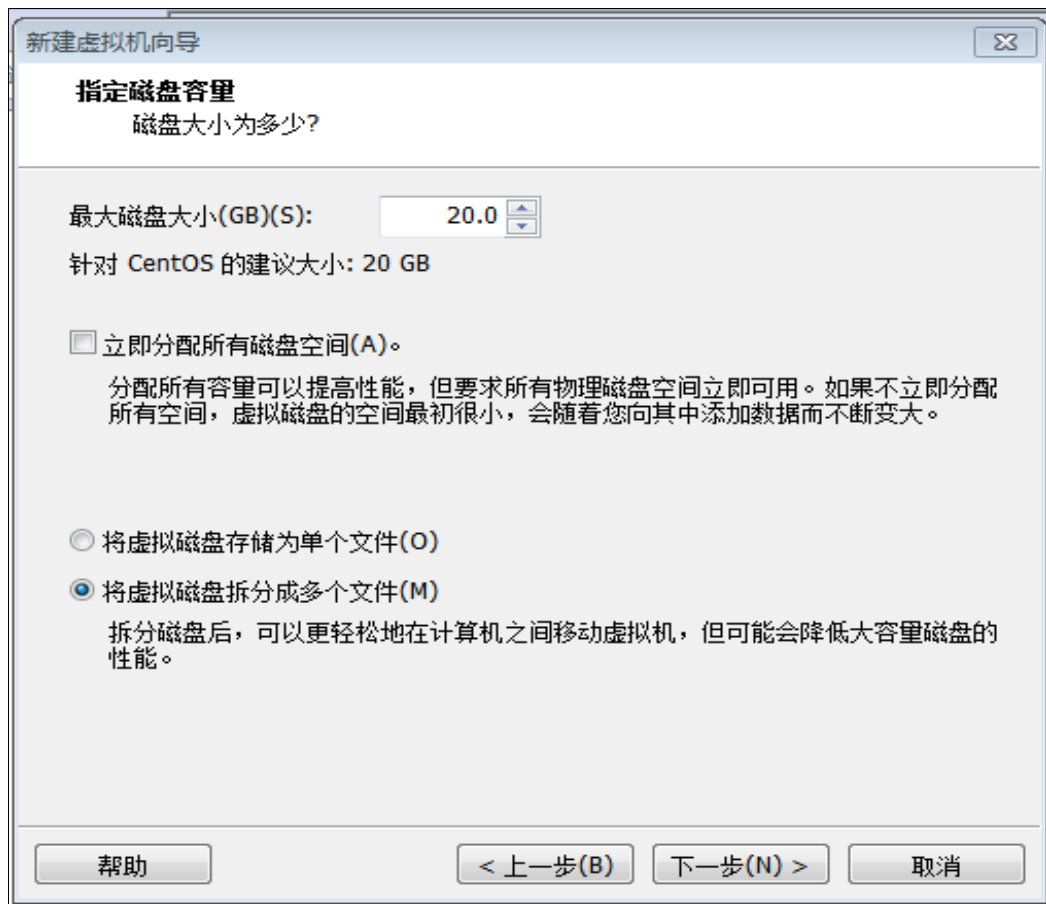 新建虚拟机向导
指定磁盘容量
磁盘大小为多少?
最大磁盘大小(GB)(S): 20.0
针对 CentOS 的建议大小: 20 GB
立即分配所有磁盘空间(A)。
分配所有容量可以提高性能，但要求所有物理磁盘空间立即可用。如果不立即分配
所有空间，虚拟磁盘的空间最初很小，会随着您向其中添加数据而不断变大。
将虚拟磁盘存储为单个文件(O)
将虚拟磁盘拆分成多个文件(M)
拆分磁盘后，可以更轻松地在计算机之间移动虚拟机，但可能会降低大容量磁盘的
性能。
帮助 < 上一步(B) 下一步(N) > 取消